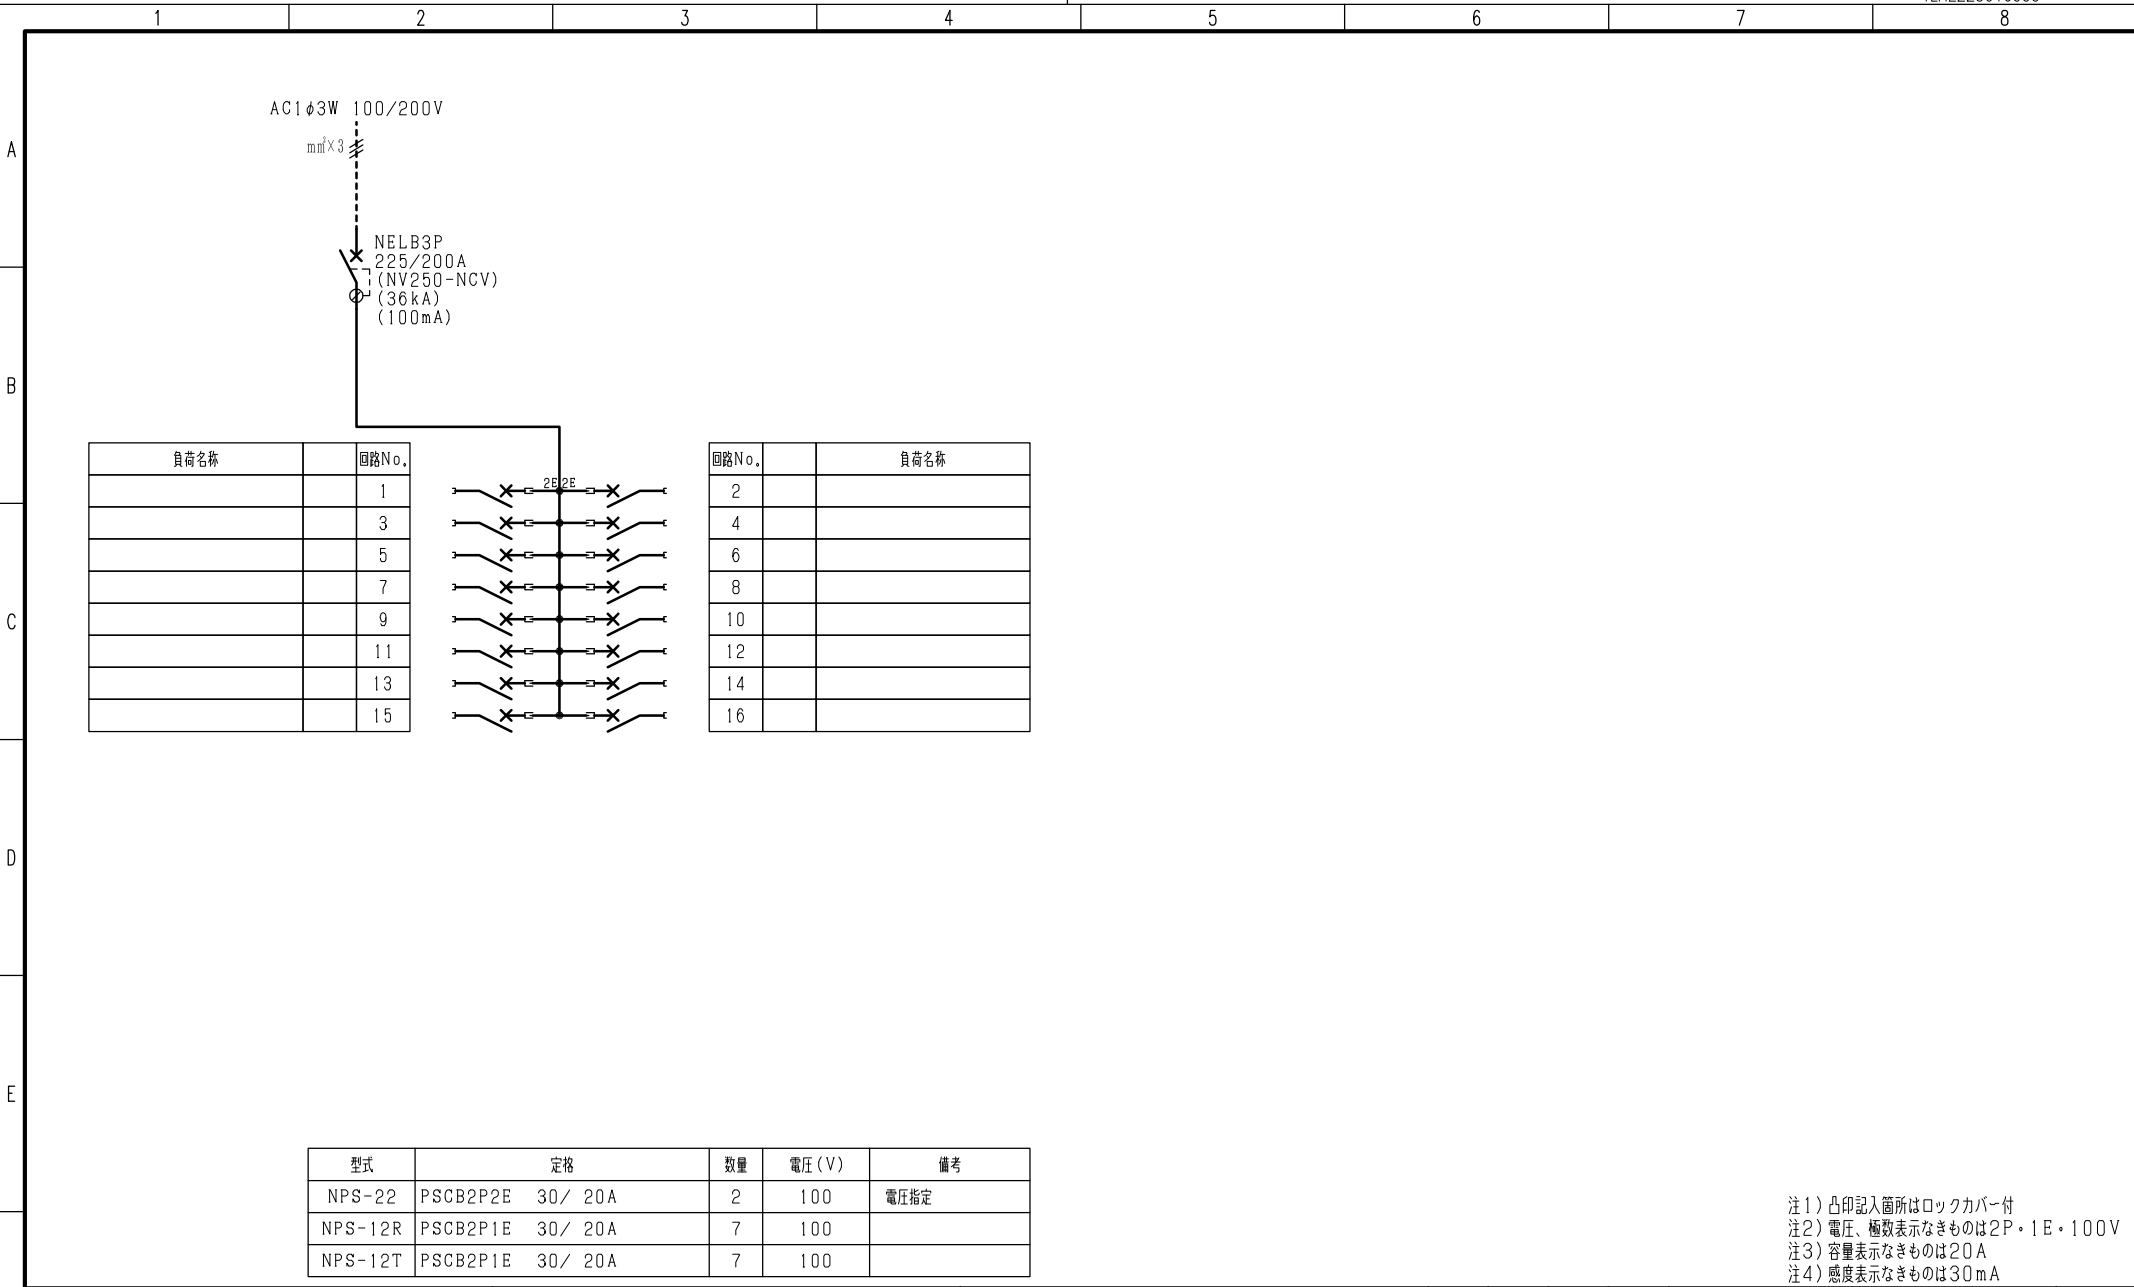 1 2 3 4 5 6 7 8
A
B
C
D
E
AC1φ3W 100/200V
mm²×3
NELB3P
225/200A
(NV250-NCV)
(36kA)
(100mA)
負荷名称 回路No. 回路No. 負荷名称
2E 2E
1 2
3 4
5 6
7 8
9 10
11 12
13 14
15 16
型式 定格 数量 電圧(V) 備考
NPS-22 PSCB2P2E 30/ 20A 2 100 電圧指定
NPS-12R PSCB2P1E 30/ 20A 7 100
NPS-12T PSCB2P1E 30/ 20A 7 100
注1)凸印記入箇所はロックカバー付
注2)電圧、極数表示なきものは2P・1E・100V
注3)容量表示なきものは20A
注4)感度表示なきものは30mA